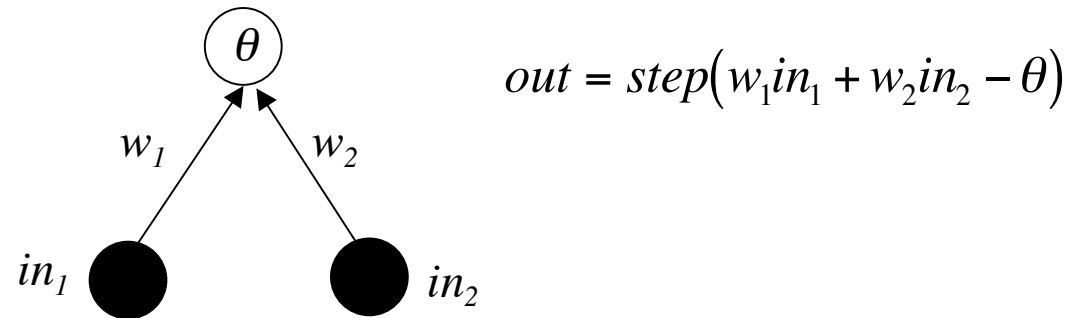 θ
out = step(w₁in₁ + w₂in₂ − θ)
w₁
w₂
in₁
in₂